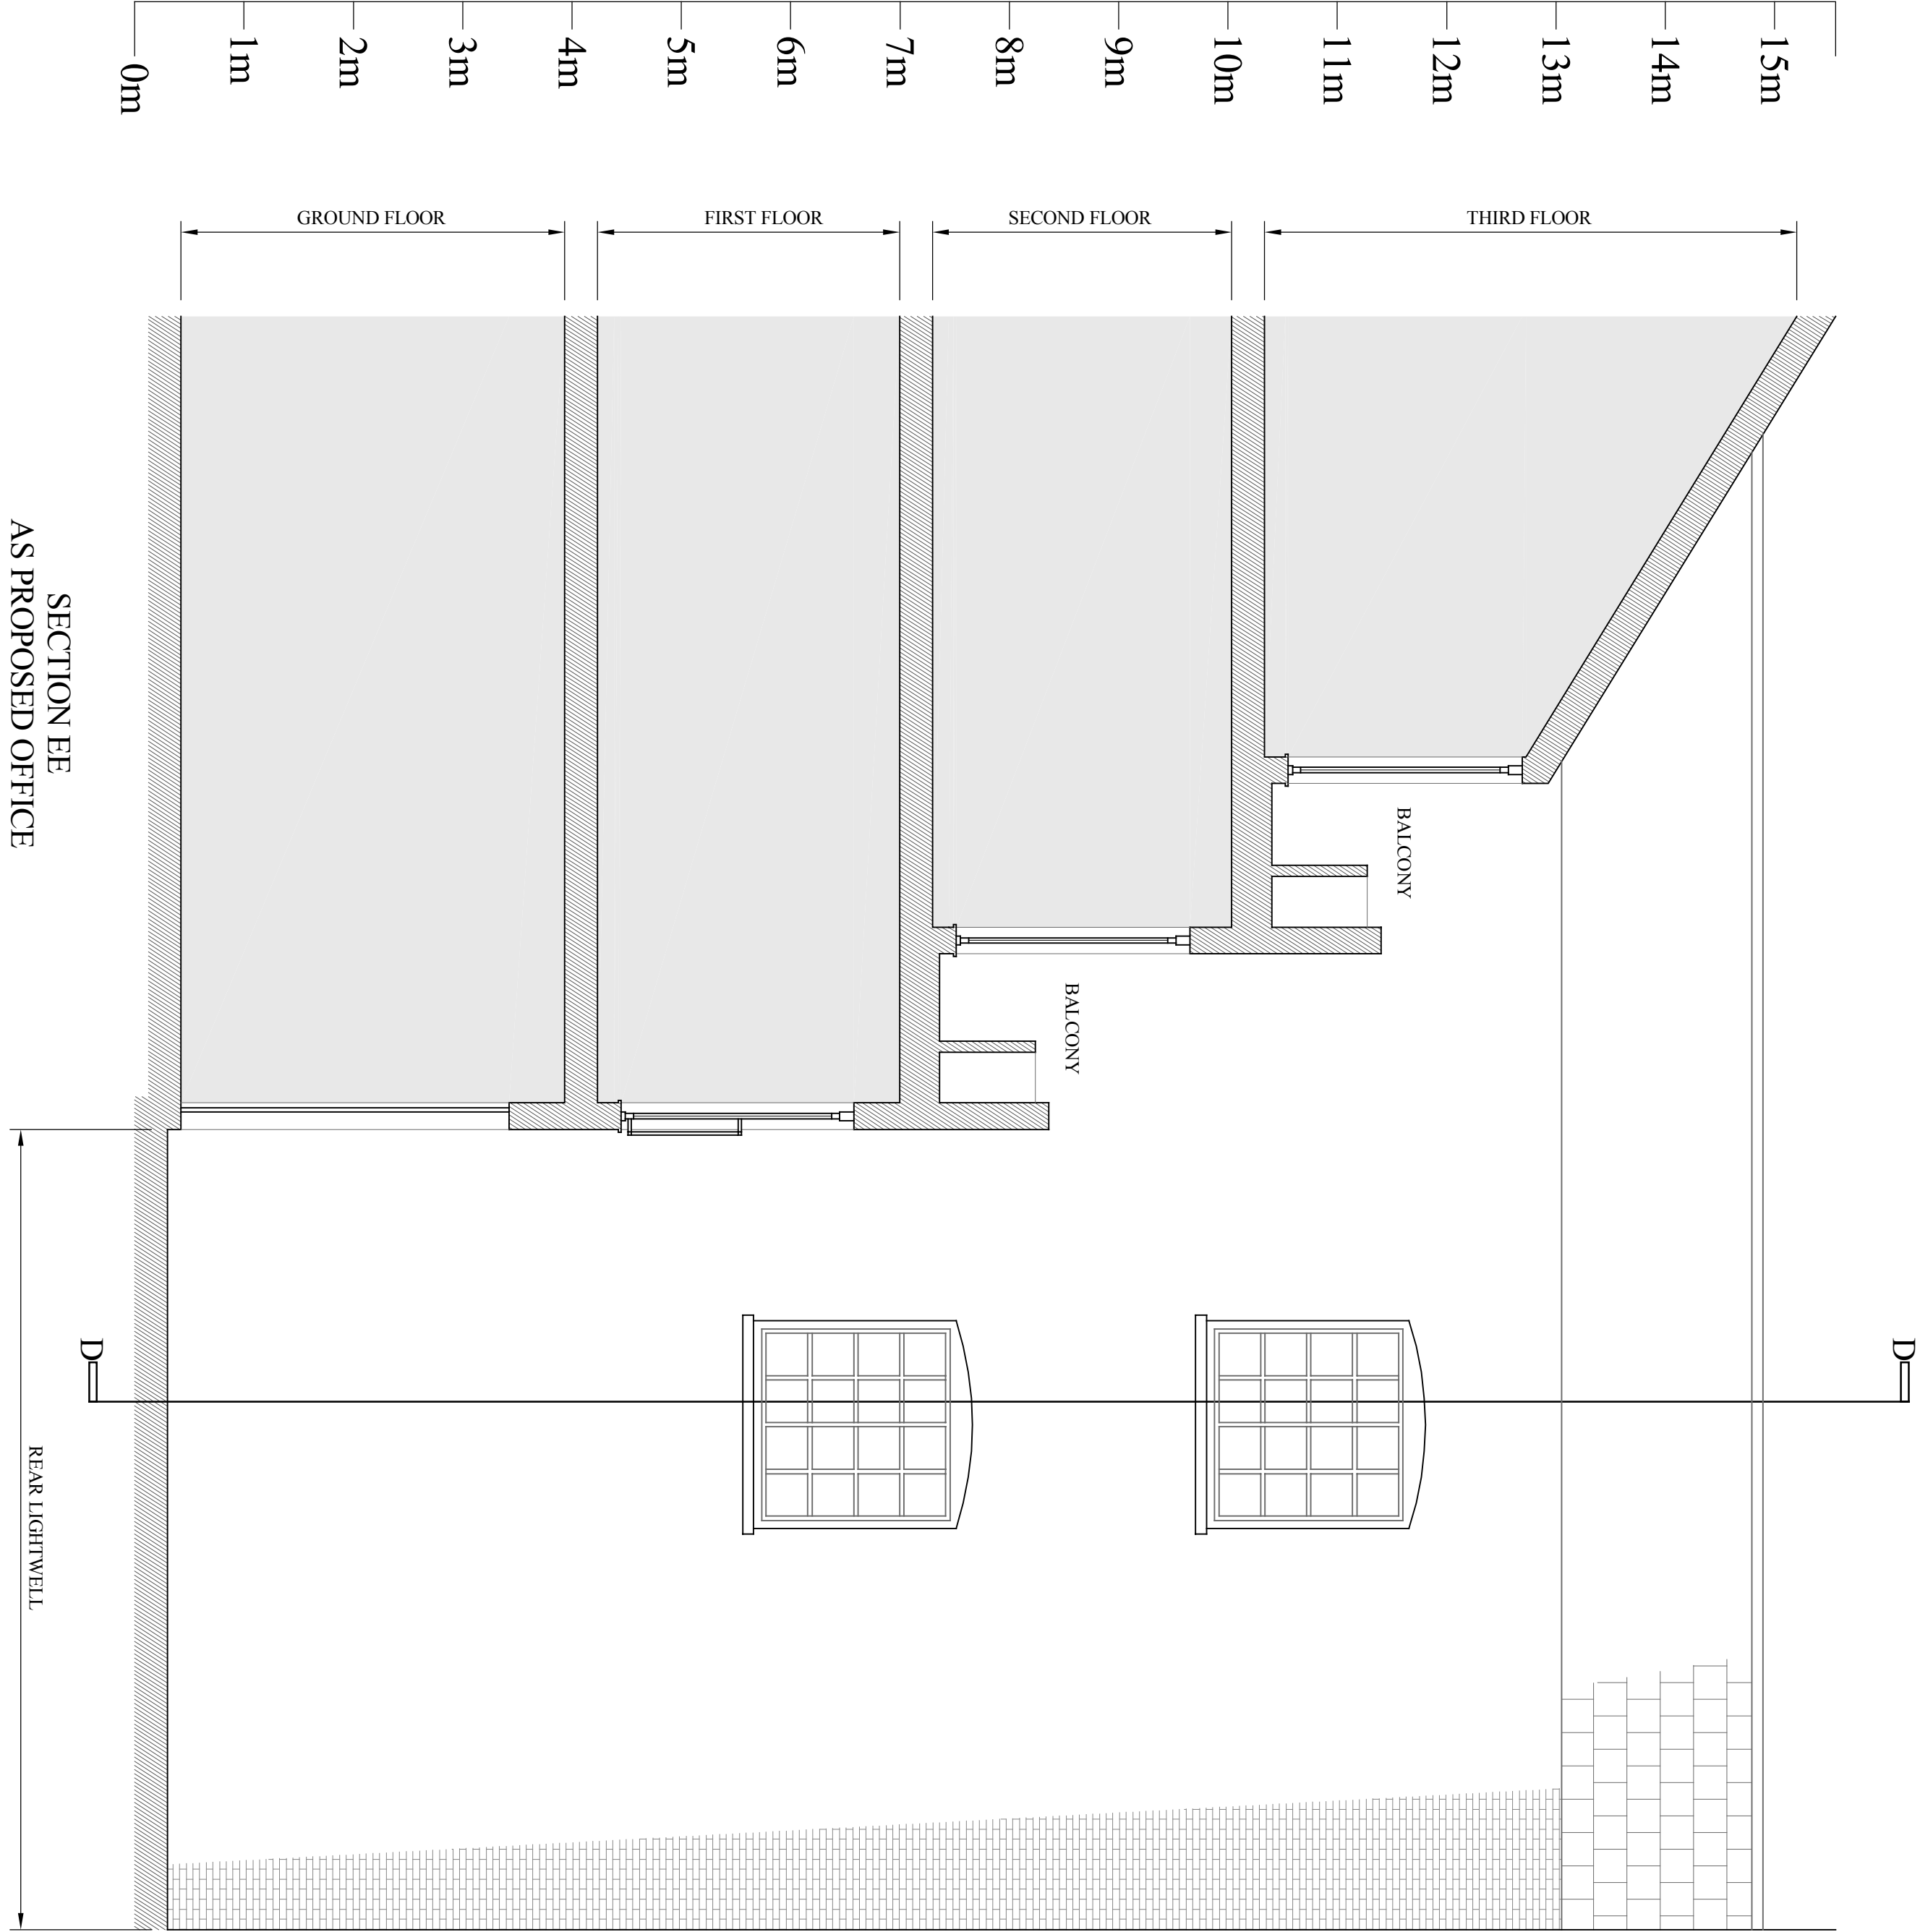 15m
14m
13m
12m
11m
10m
9m
8m
7m
6m
5m
4m
3m
2m
1m
0m
THIRD FLOOR
SECOND FLOOR
FIRST FLOOR
GROUND FLOOR
BALCONY
BALCONY
D
D
REAR LIGHTWELL
SECTION EE
AS PROPOSED OFFICE